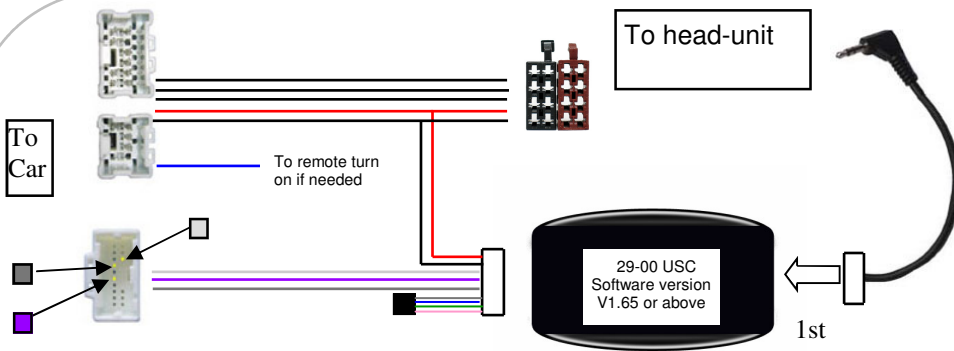 To head-unit
To
Car
To remote turn
on if needed
29-00 USC
Software version
V1.65 or above
1st